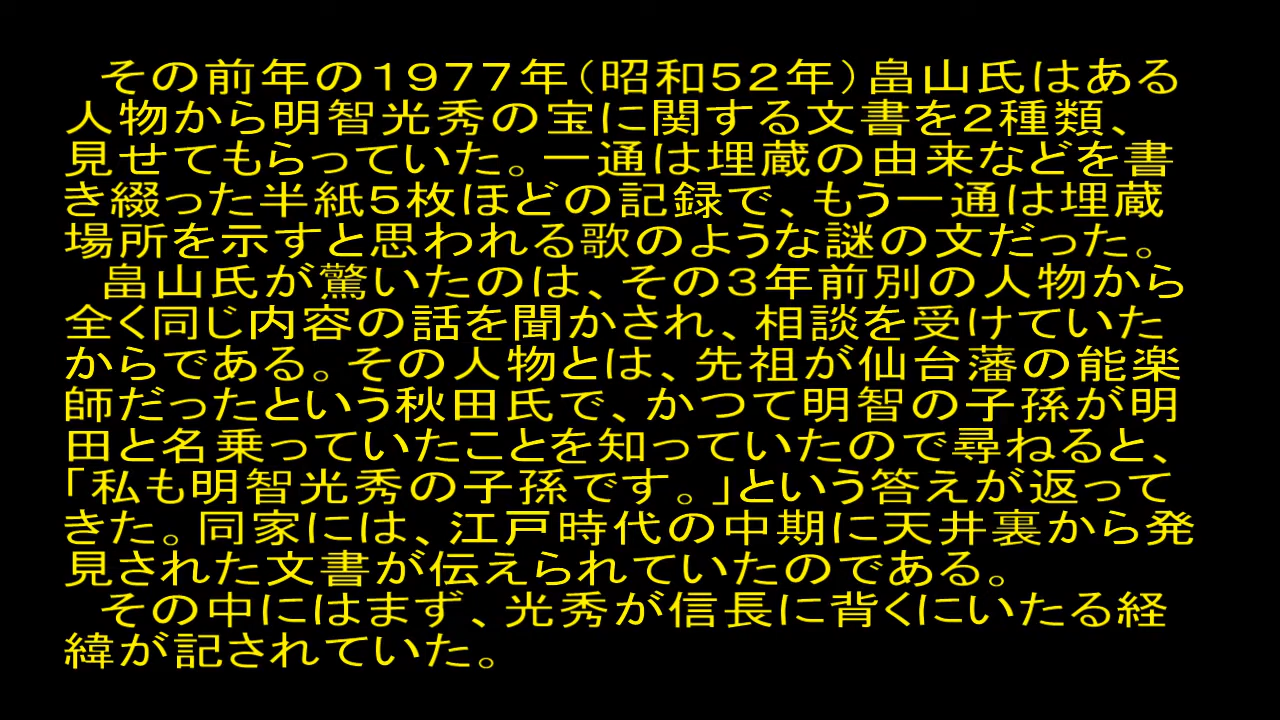 その前年の1977年(昭和52年)畠山氏はある
人物から明智光秀の宝に関する文書を2種類、
見せてもらっていた。一通は埋蔵の由来などを書
き綴った半紙5枚ほどの記録で、もう一通は埋蔵
場所を示すと思われる歌のような謎の文だった。
畠山氏が驚いたのは、その3年前別の人物から
全く同じ内容の話を聞かされ、相談を受けていた
からである。その人物とは、先祖が仙台藩の能楽
師だったという秋田氏で、かつて明智の子孫が明
田と名乗っていたことを知っていたので尋ねると、
「私も明智光秀の子孫です。」という答えが返って
きた。同家には、江戸時代の中期に天井裏から発
見された文書が伝えられていたのである。
その中にはまず、光秀が信長に背くにいたる経
緯が記されていた。